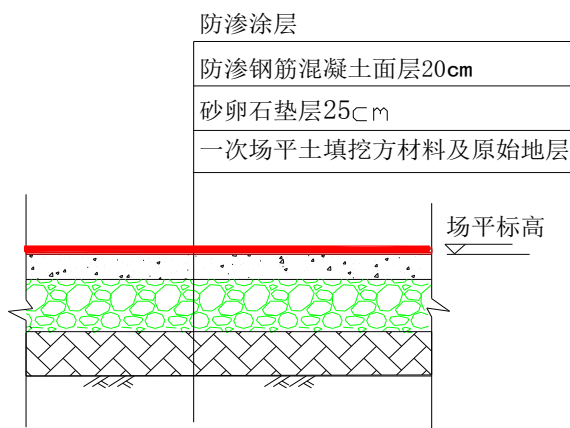 防渗涂层
防渗钢筋混凝土面层20cm
砂卵石垫层25cm
一次场平土填挖方材料及原始地层
场平标高